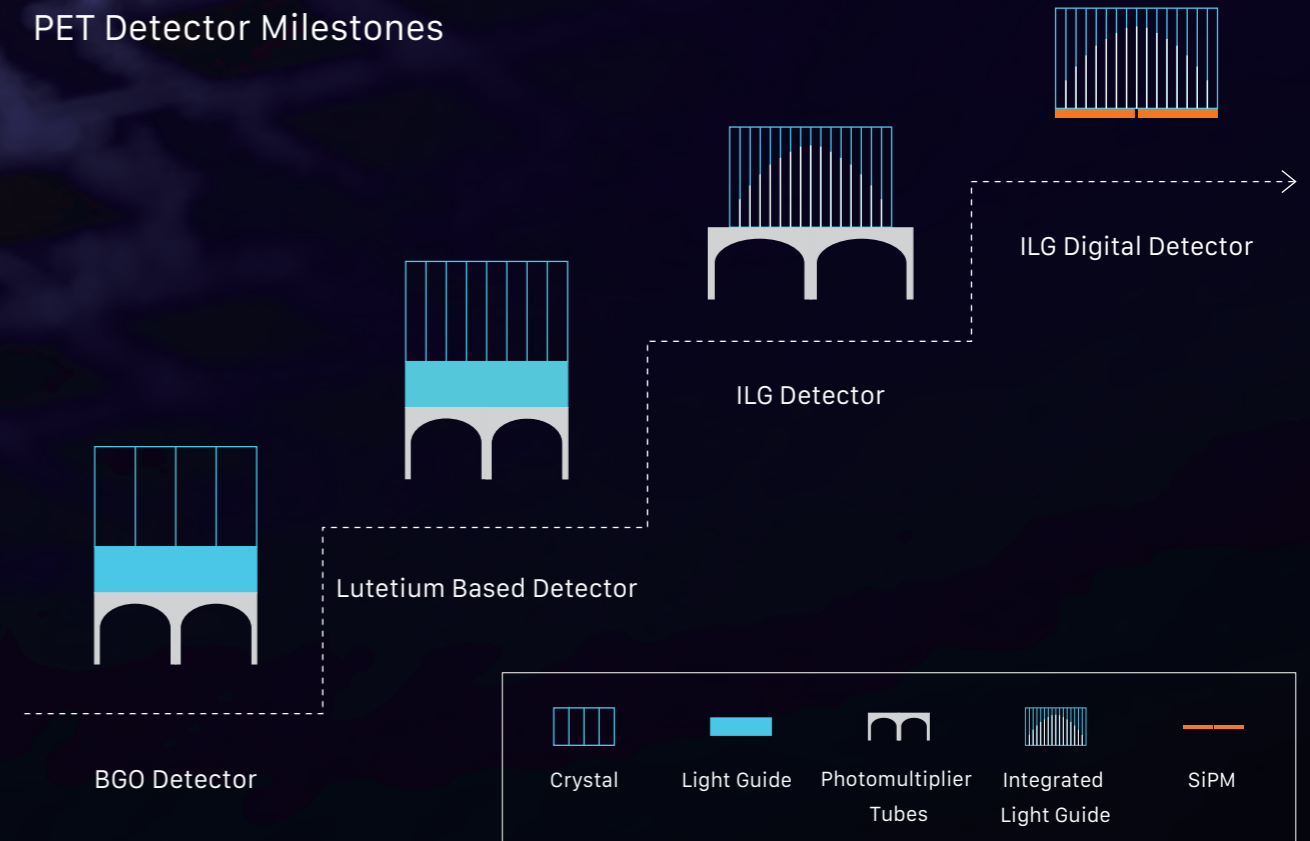 PET Detector Milestones
ILG Digital Detector
ILG Detector
Lutetium Based Detector
BGO Detector
Crystal
Light Guide
Photomultiplier
Tubes
Integrated
Light Guide
SiPM